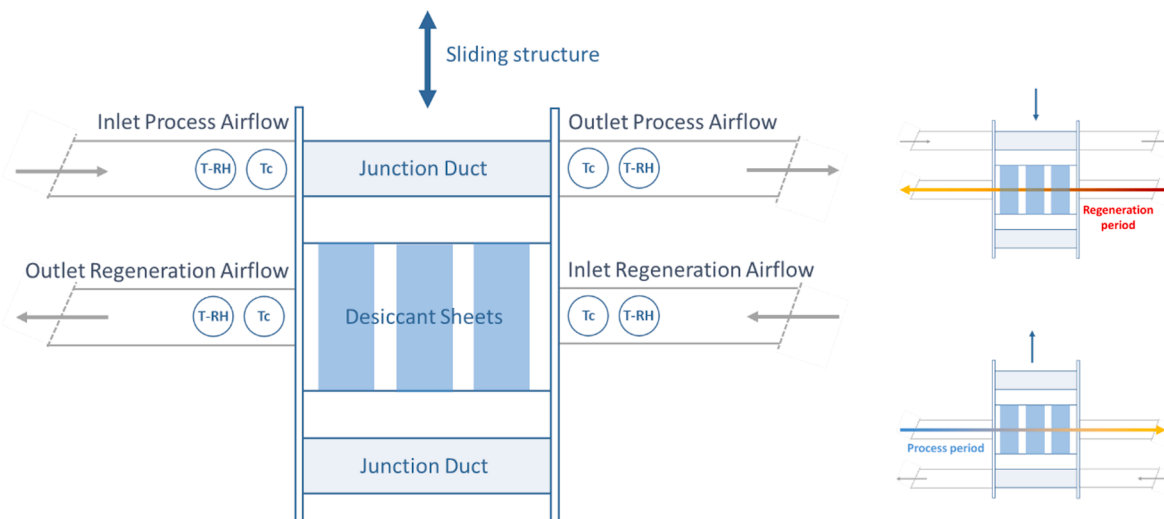 Sliding structure
Inlet Process Airflow
Outlet Process Airflow
T-RH
Tc
Junction Duct
Tc
T-RH
Outlet Regeneration Airflow
Inlet Regeneration Airflow
T-RH
Tc
Desiccant Sheets
Tc
T-RH
Junction Duct
Regeneration
period
Process period